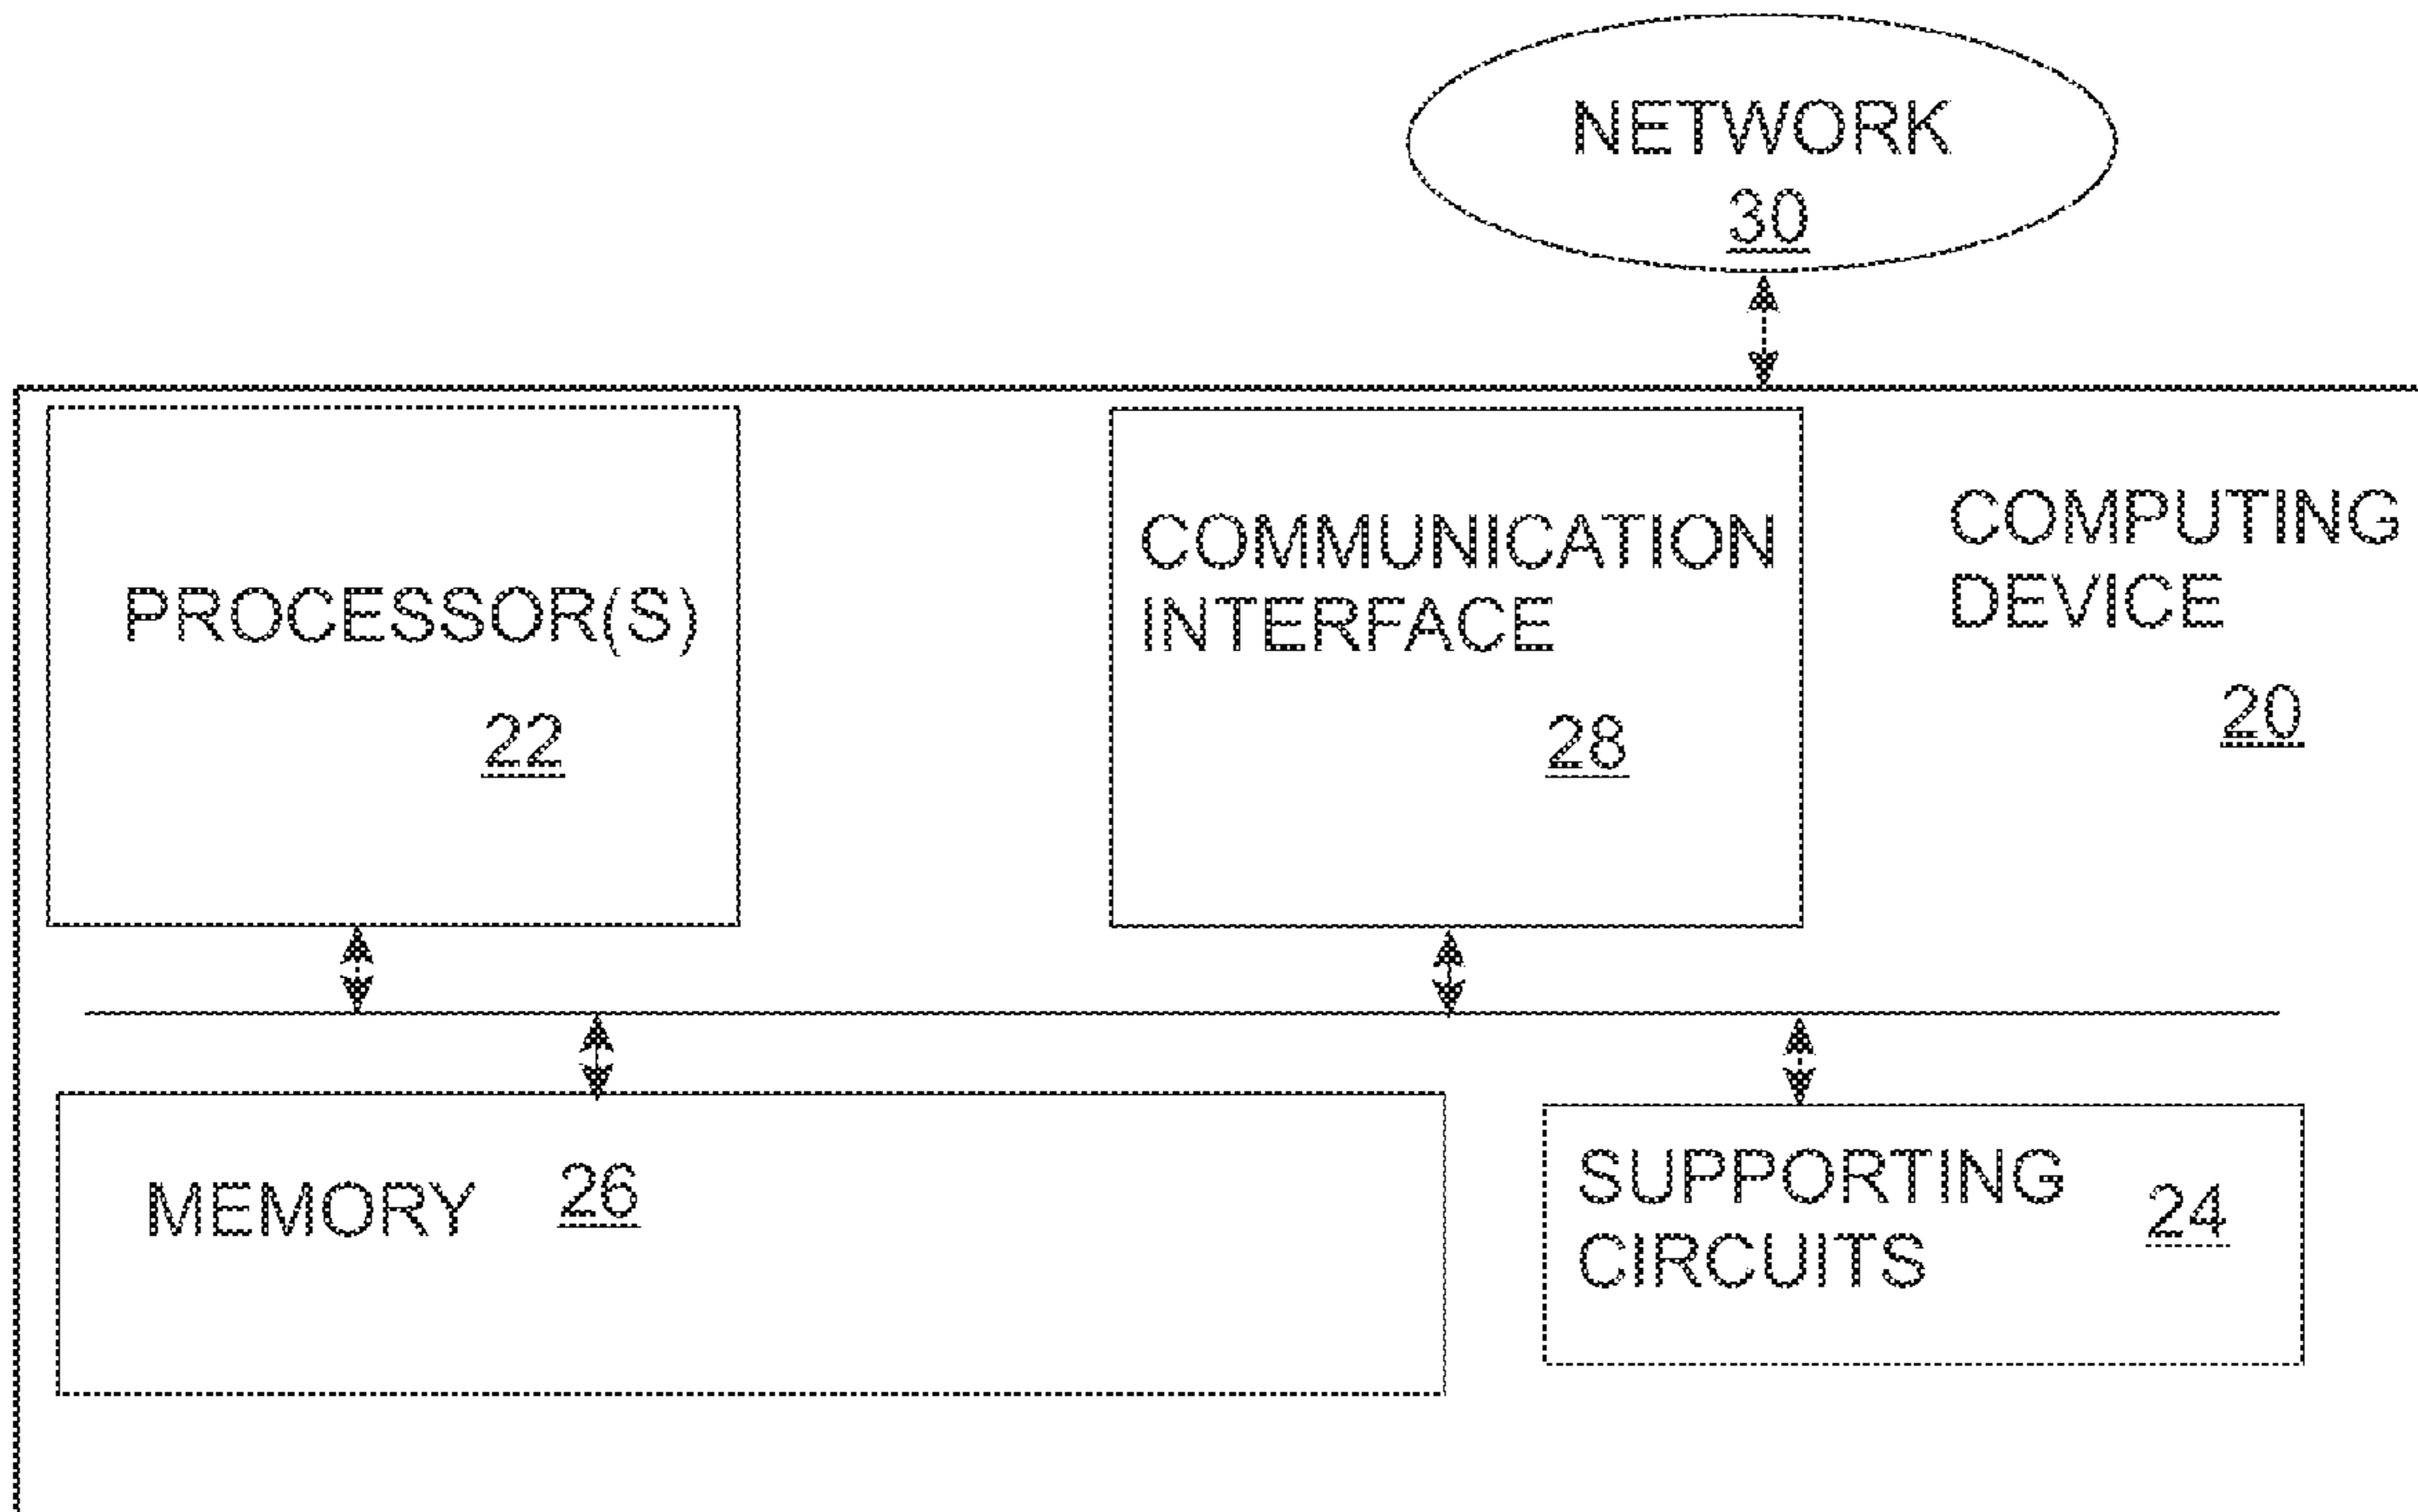 NETWORK
30
PROCESSOR(S)
22
COMMUNICATION
INTERFACE
28
COMPUTING
DEVICE
20
MEMORY 26
SUPPORTING
CIRCUITS
24